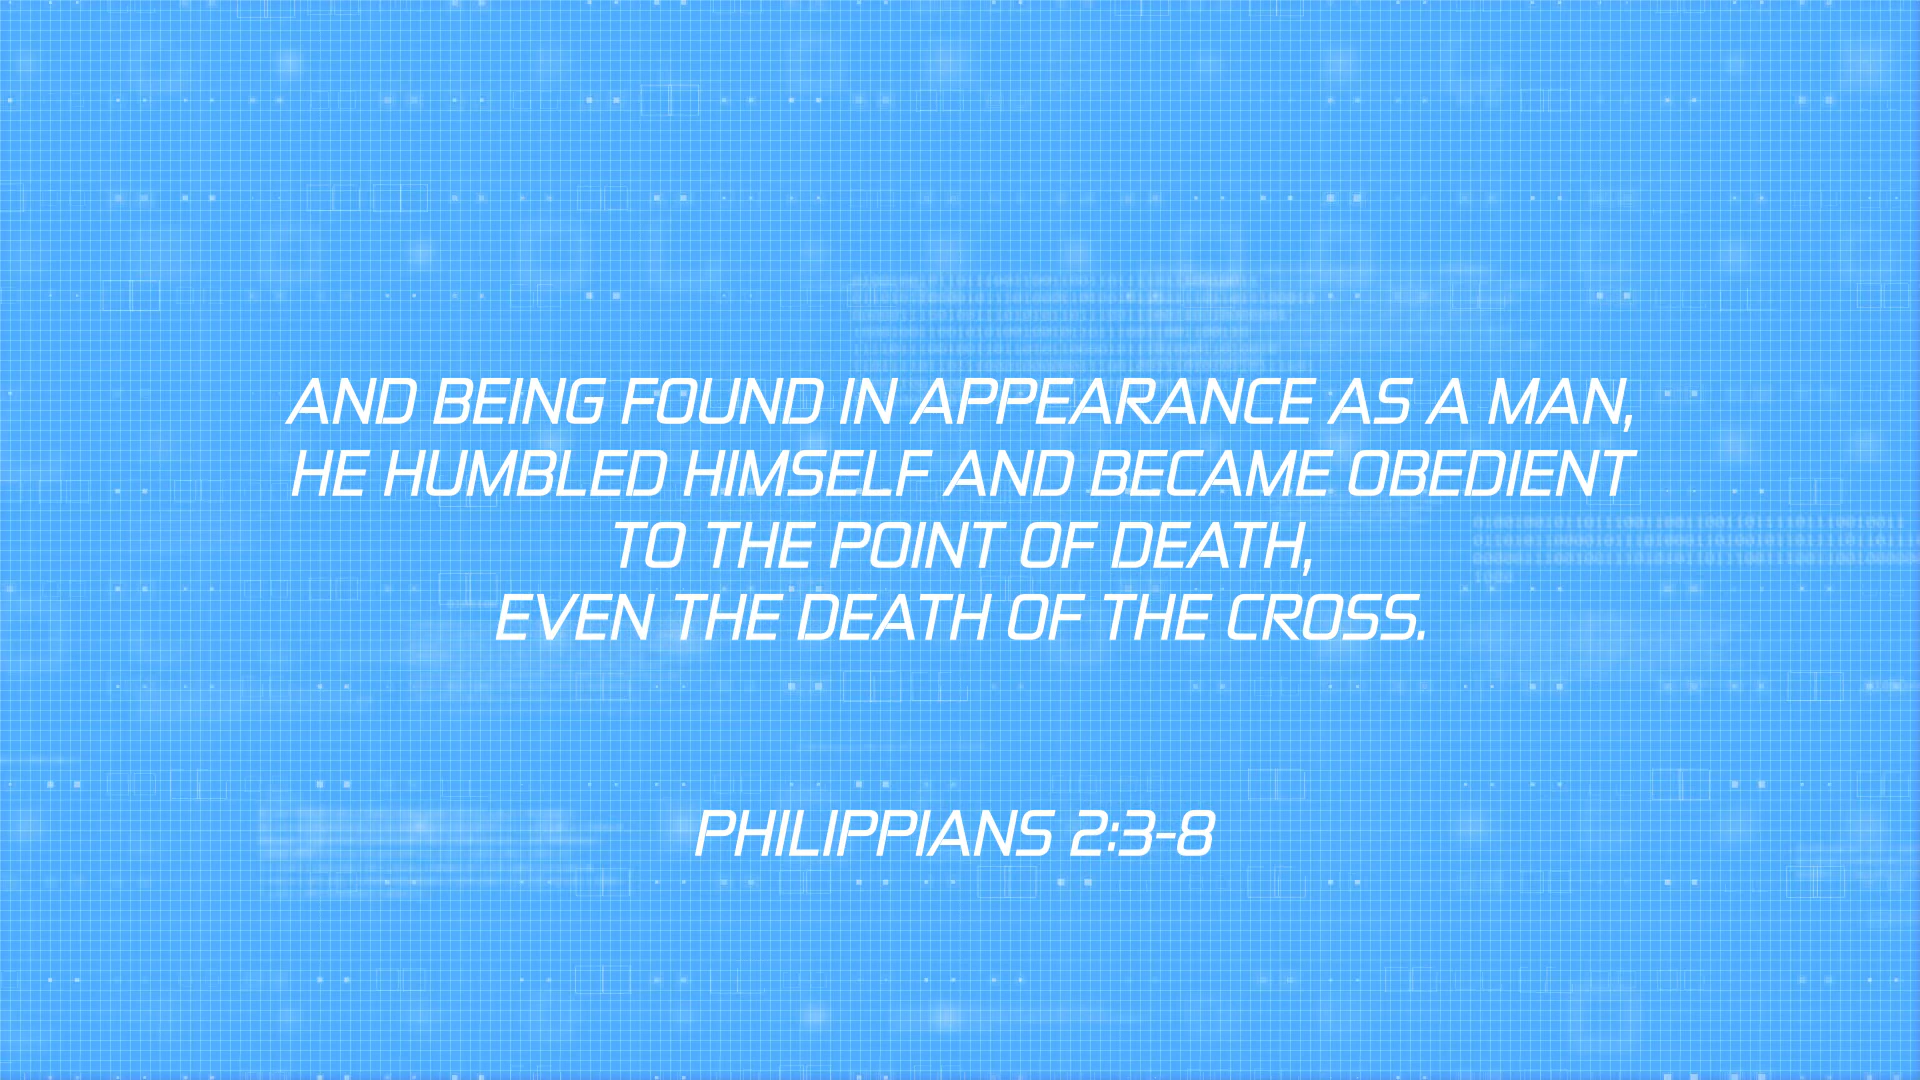 AND BEING FOUND IN APPEARANCE AS A MAN,
HE HUMBLED HIMSELF AND BECAME OBEDIENT
TO THE POINT OF DEATH,
EVEN THE DEATH OF THE CROSS.
PHILIPPIANS 2:3-8